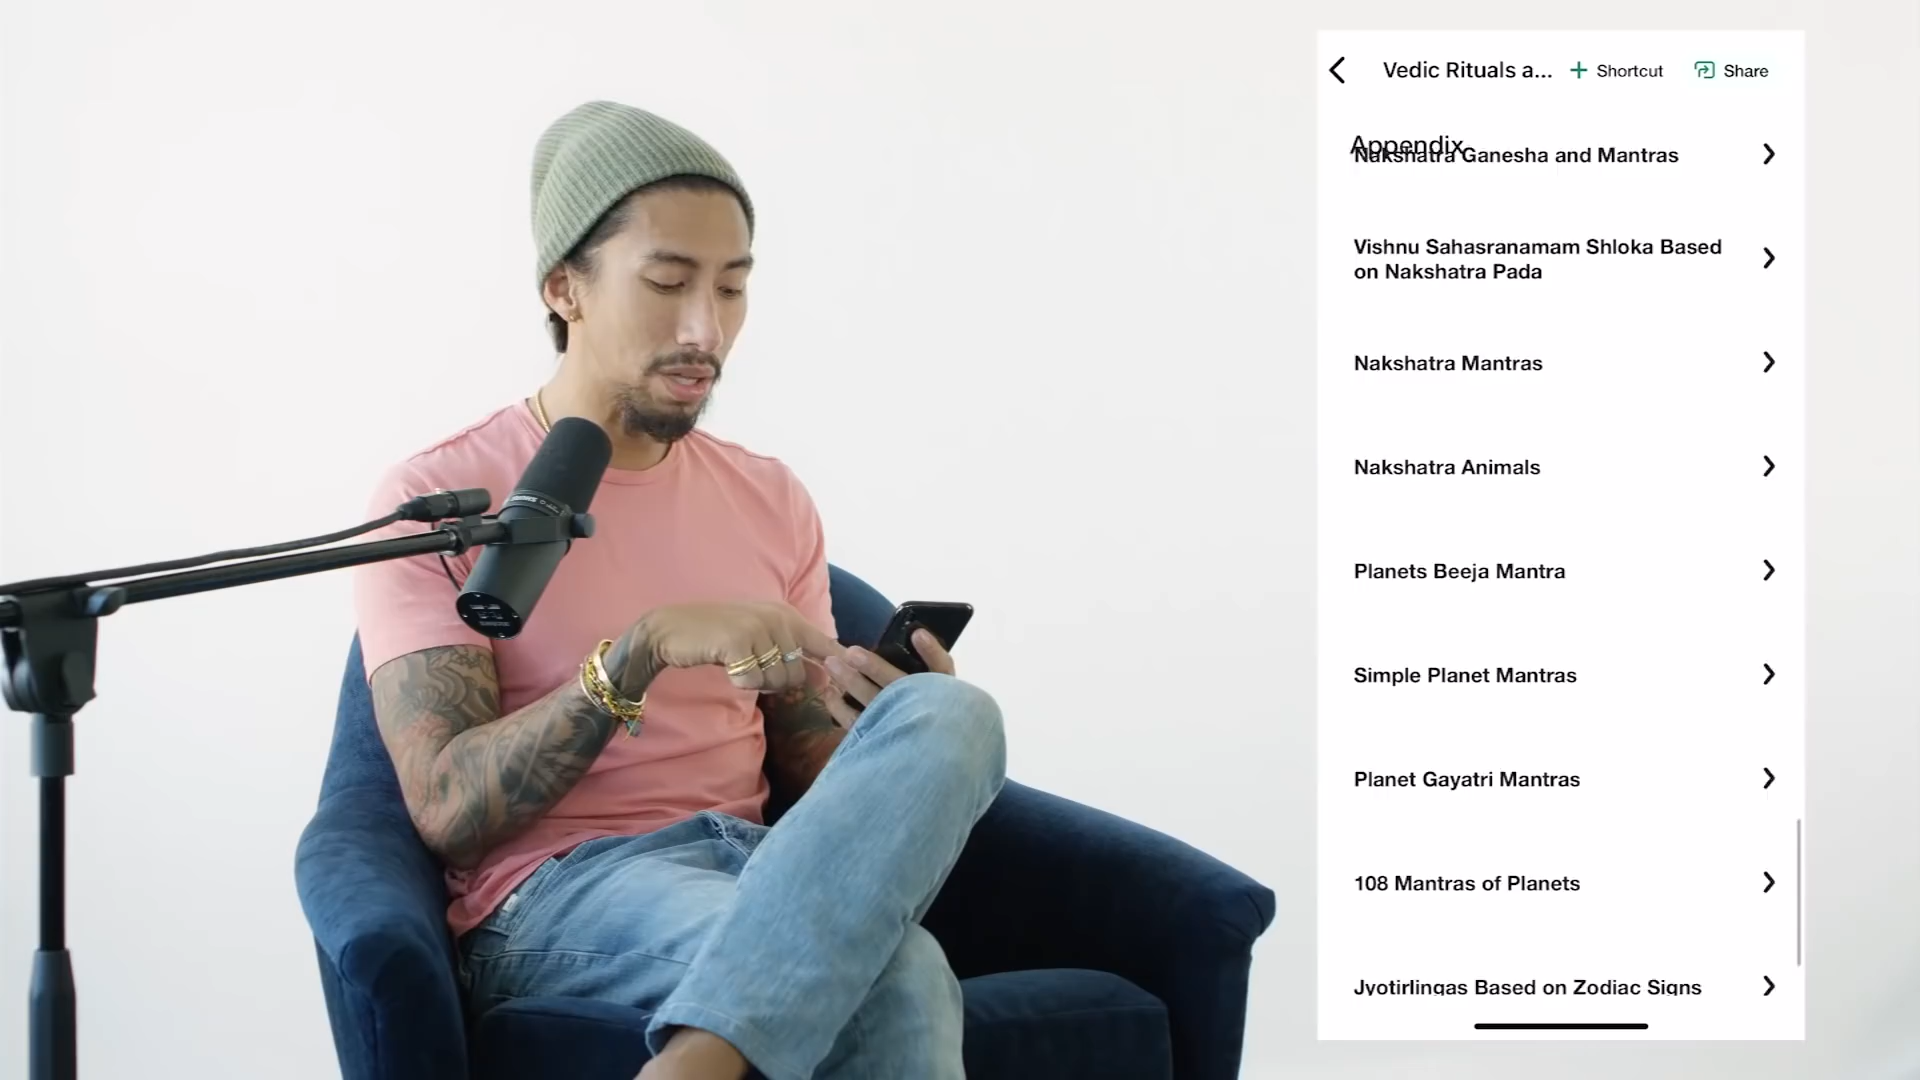 Vedic Rituals a...
Shortcut
Share
Appendix
Nakshatra Ganesha and Mantras
Vishnu Sahasranamam Shloka Based
on Nakshatra Pada
Nakshatra Mantras
Nakshatra Animals
Planets Beeja Mantra
Simple Planet Mantras
Planet Gayatri Mantras
108 Mantras of Planets
Jyotirlingas Based on Zodiac Signs